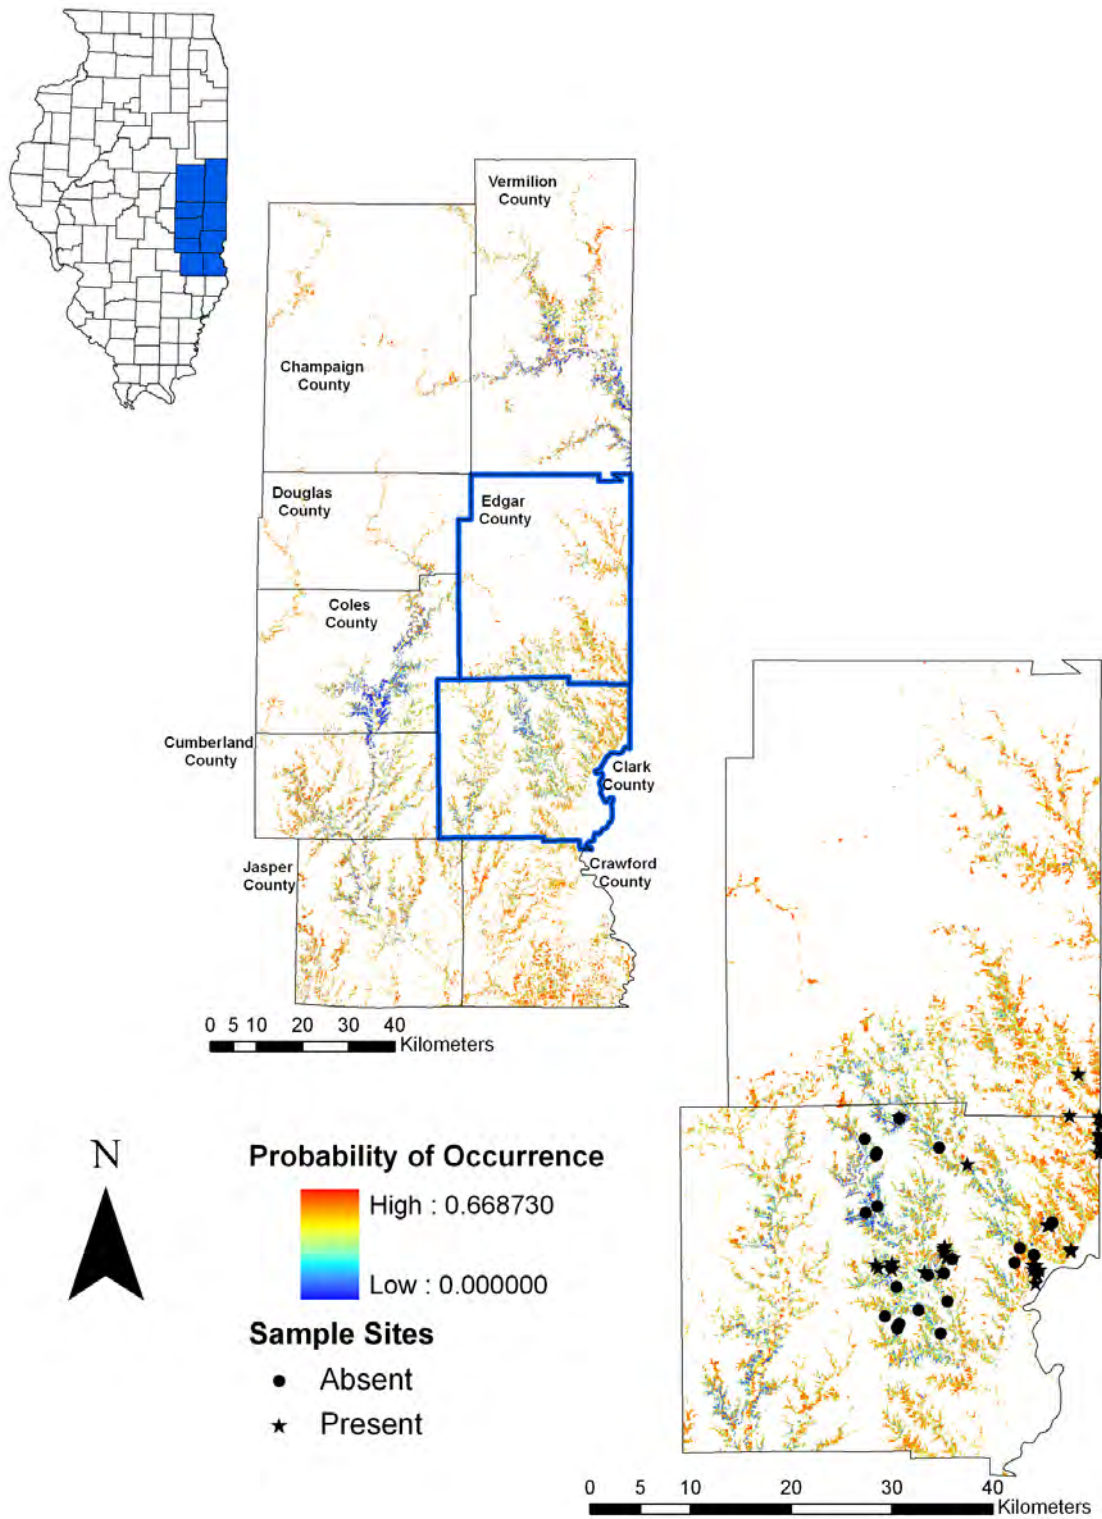 Vermilion
County
Champaign
County
Douglas
County
Edgar
County
Coles
County
Cumberland
County
Clark
County
Jasper
County
Crawford
County
0 5 10 20 30 40
Kilometers
N
Probability of Occurrence
High : 0.668730
Low : 0.000000
Sample Sites
Absent
Present
0 5 10 20 30 40
Kilometers